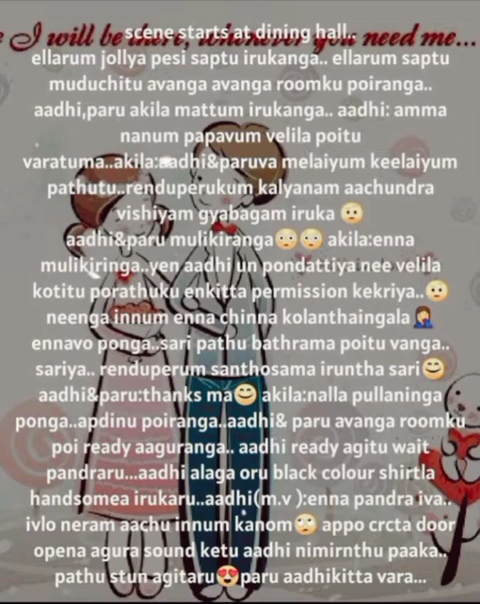 I will be there, whenever you need me...
scene starts at dining hall..
ellarum jollya pesi saptu irukanga.. ellarum saptu
muduchitu avanga avanga roomku poiranga..
aadhi,paru akila mattum irukanga.. aadhi: amma
nanum papavum velila poitu
varatuma..akila:aadhi&paruva melaiyum keelaiyum
pathutu..renduperukum kalyanam aachundra
vishiyam gyabagam iruka 🤨
aadhi&paru mulikiranga😳😳 akila:enna
mulikiringa..yen aadhi un pondattiya nee velila
kotitu porathuku enkitta permission kekriya..🤨
neenga innum enna chinna kolanthaingala🤦
ennavo ponga..sari pathu bathrama poitu vanga..
sariya.. renduperum santhosama iruntha sari😊
aadhi&paru:thanks ma😊 akila:nalla pullaninga
ponga..apdinu poiranga..aadhi& paru avanga roomku
poi ready aaguranga.. aadhi ready agitu wait
pandraru...aadhi alaga oru black colour shirtla
handsomea irukaru..aadhi(m.v ):enna pandra iva..
ivlo neram aachu innum kanom🙄 appo crcta door
opena agura sound ketu aadhi nimirnthu paaka..
pathu stun agitaru😍paru aadhikitta vara...